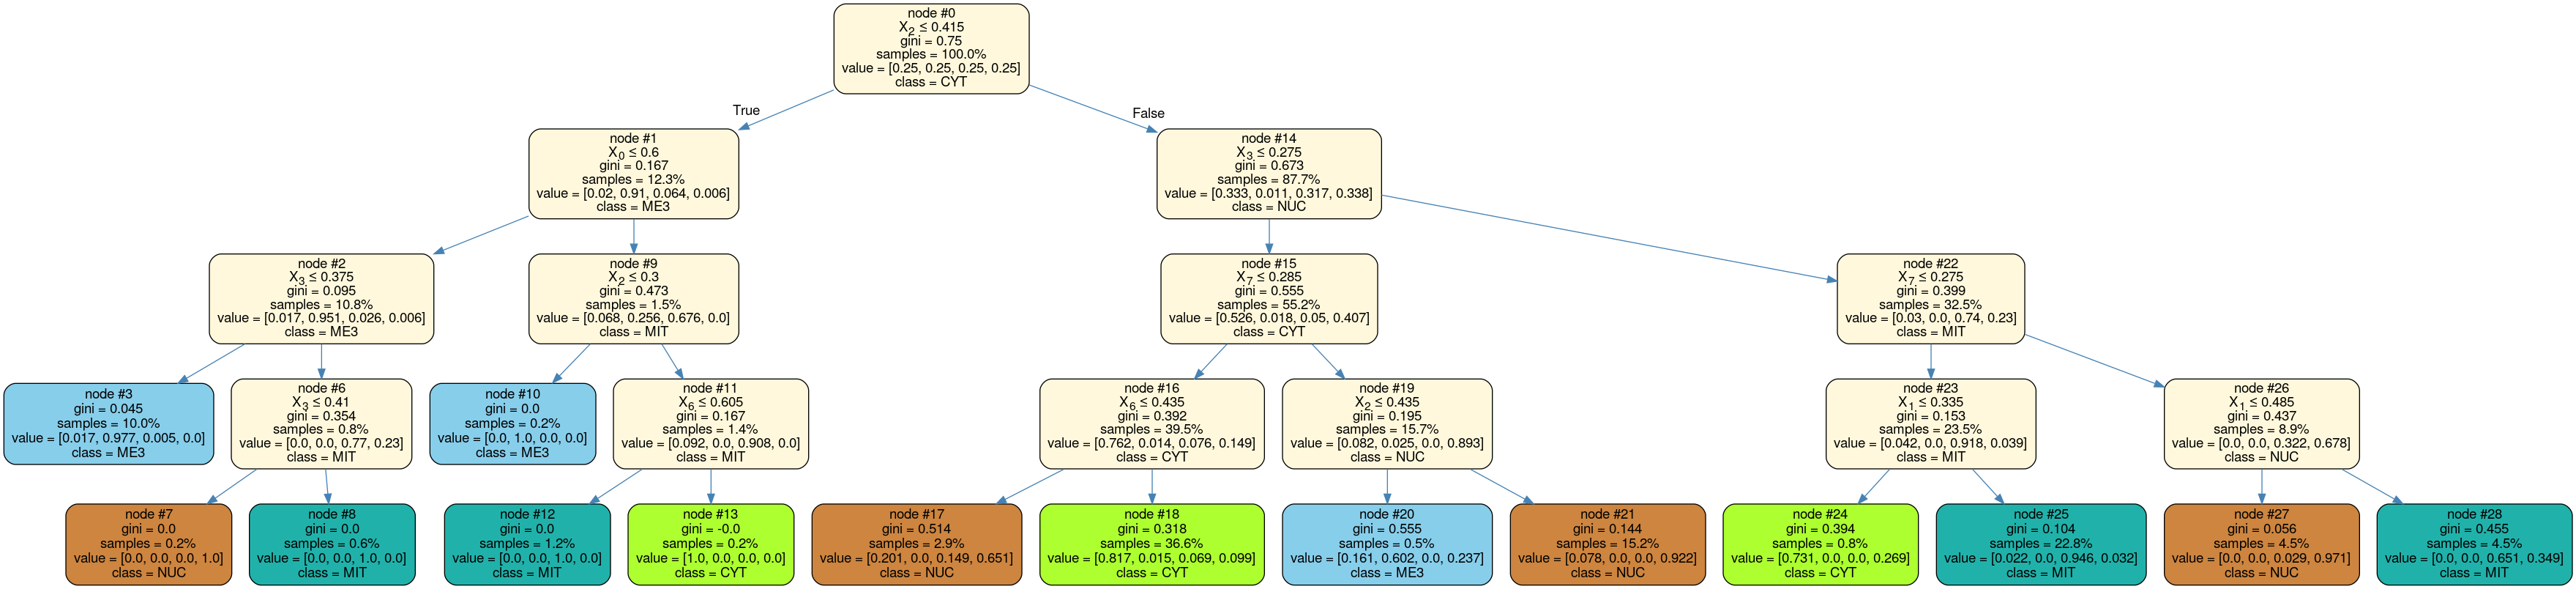 node #0
X2 ≤ 0.415
gini = 0.75
samples = 100.0%
value = [0.25, 0.25, 0.25, 0.25]
class = CYT
True
False
node #1
X0 ≤ 0.6
gini = 0.167
samples = 12.3%
value = [0.02, 0.91, 0.064, 0.006]
class = ME3
node #14
X3 ≤ 0.275
gini = 0.673
samples = 87.7%
value = [0.333, 0.011, 0.317, 0.338]
class = NUC
node #2
X3 ≤ 0.375
gini = 0.095
samples = 10.8%
value = [0.017, 0.951, 0.026, 0.006]
class = ME3
node #9
X2 ≤ 0.3
gini = 0.473
samples = 1.5%
value = [0.068, 0.256, 0.676, 0.0]
class = MIT
node #15
X7 ≤ 0.285
gini = 0.555
samples = 55.2%
value = [0.526, 0.018, 0.05, 0.407]
class = CYT
node #22
X7 ≤ 0.275
gini = 0.399
samples = 32.5%
value = [0.03, 0.0, 0.74, 0.23]
class = MIT
node #3
gini = 0.045
samples = 10.0%
value = [0.017, 0.977, 0.005, 0.0]
class = ME3
node #6
X3 ≤ 0.41
gini = 0.354
samples = 0.8%
value = [0.0, 0.0, 0.77, 0.23]
class = MIT
node #10
gini = 0.0
samples = 0.2%
value = [0.0, 1.0, 0.0, 0.0]
class = ME3
node #11
X6 ≤ 0.605
gini = 0.167
samples = 1.4%
value = [0.092, 0.0, 0.908, 0.0]
class = MIT
node #16
X6 ≤ 0.435
gini = 0.392
samples = 39.5%
value = [0.762, 0.014, 0.076, 0.149]
class = CYT
node #19
X2 ≤ 0.435
gini = 0.195
samples = 15.7%
value = [0.082, 0.025, 0.0, 0.893]
class = NUC
node #23
X1 ≤ 0.335
gini = 0.153
samples = 23.5%
value = [0.042, 0.0, 0.918, 0.039]
class = MIT
node #26
X1 ≤ 0.485
gini = 0.437
samples = 8.9%
value = [0.0, 0.0, 0.322, 0.678]
class = NUC
node #7
gini = 0.0
samples = 0.2%
value = [0.0, 0.0, 0.0, 1.0]
class = NUC
node #8
gini = 0.0
samples = 0.6%
value = [0.0, 0.0, 1.0, 0.0]
class = MIT
node #12
gini = 0.0
samples = 1.2%
value = [0.0, 0.0, 1.0, 0.0]
class = MIT
node #13
gini = -0.0
samples = 0.2%
value = [1.0, 0.0, 0.0, 0.0]
class = CYT
node #17
gini = 0.514
samples = 2.9%
value = [0.201, 0.0, 0.149, 0.651]
class = NUC
node #18
gini = 0.318
samples = 36.6%
value = [0.817, 0.015, 0.069, 0.099]
class = CYT
node #20
gini = 0.555
samples = 0.5%
value = [0.161, 0.602, 0.0, 0.237]
class = ME3
node #21
gini = 0.144
samples = 15.2%
value = [0.078, 0.0, 0.0, 0.922]
class = NUC
node #24
gini = 0.394
samples = 0.8%
value = [0.731, 0.0, 0.0, 0.269]
class = CYT
node #25
gini = 0.104
samples = 22.8%
value = [0.022, 0.0, 0.946, 0.032]
class = MIT
node #27
gini = 0.056
samples = 4.5%
value = [0.0, 0.0, 0.029, 0.971]
class = NUC
node #28
gini = 0.455
samples = 4.5%
value = [0.0, 0.0, 0.651, 0.349]
class = MIT